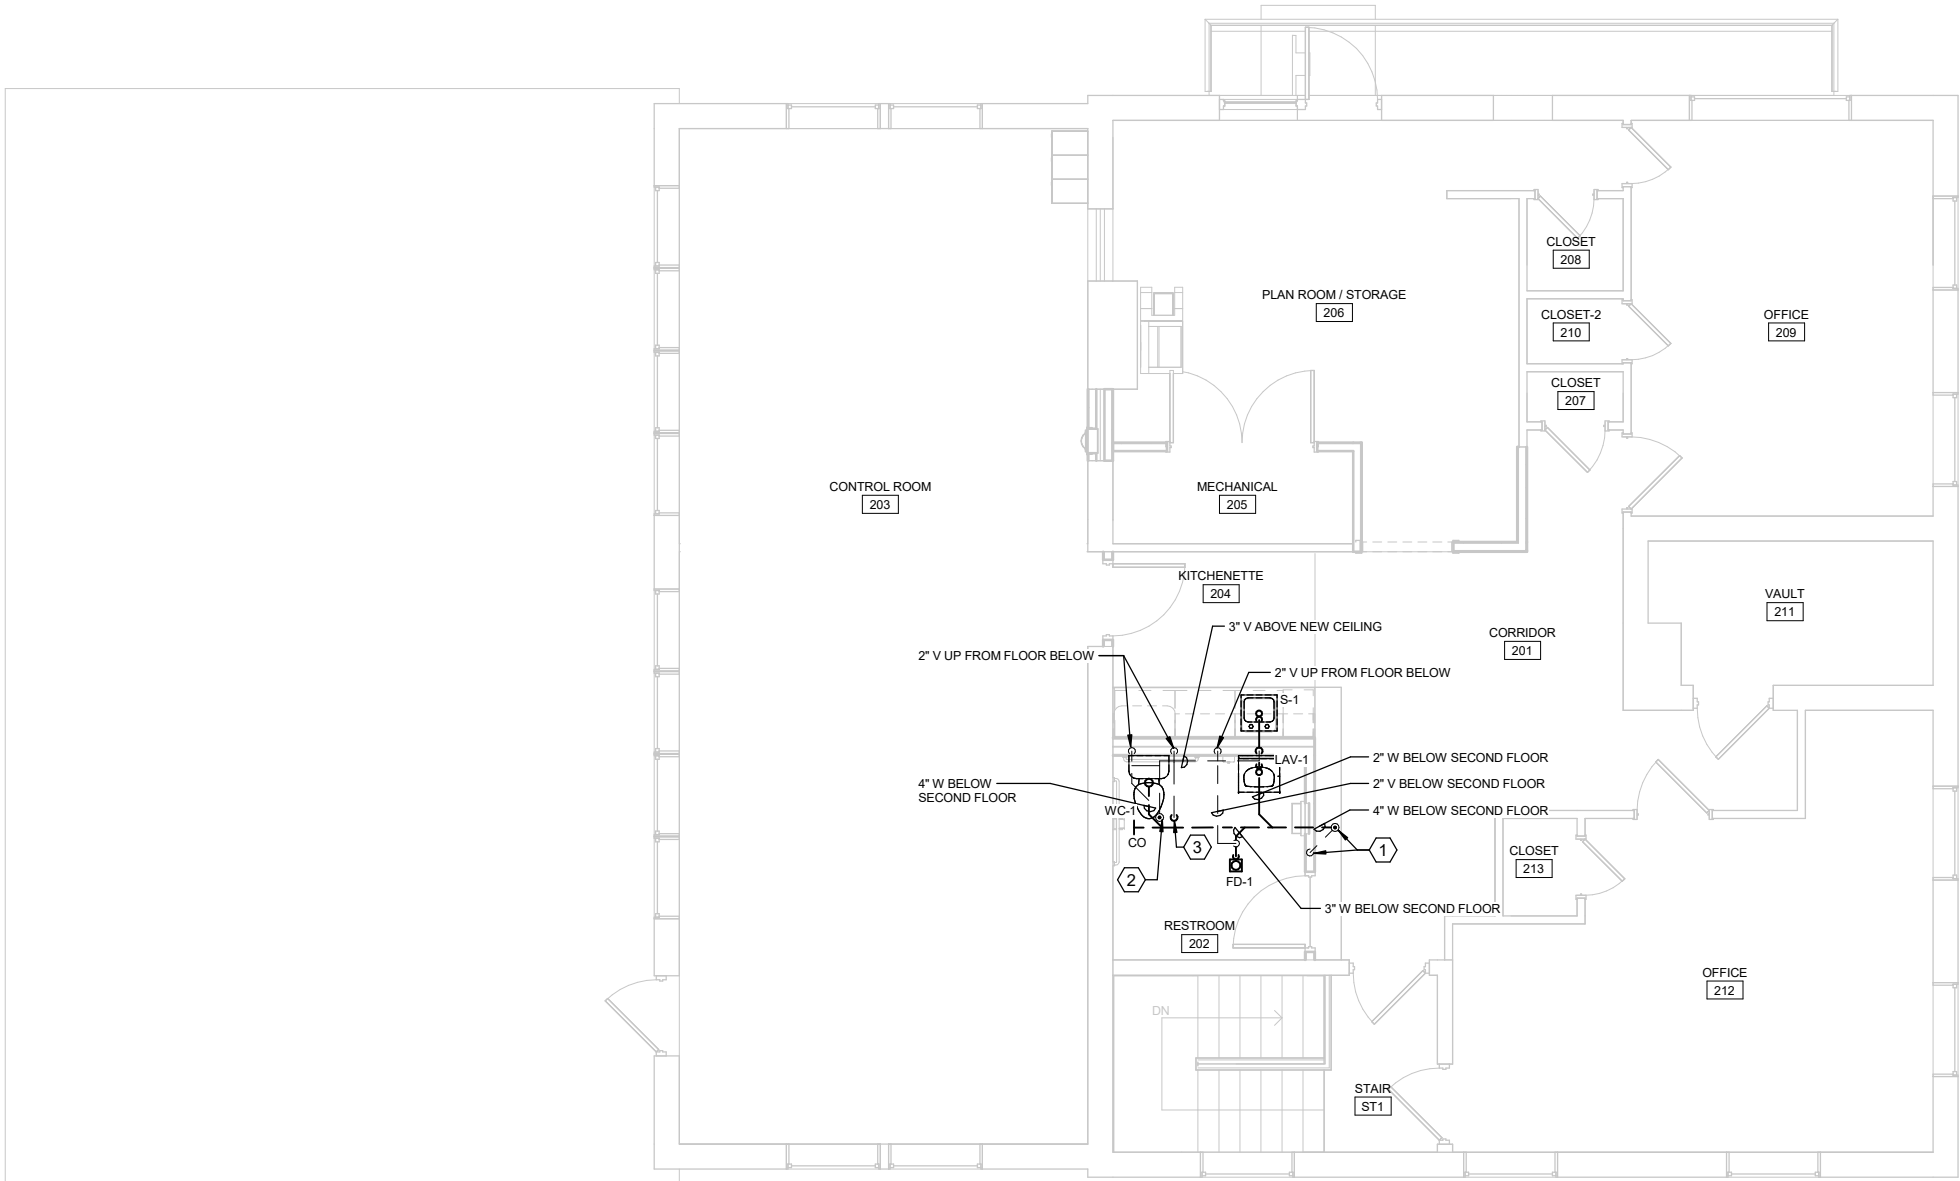 CLOSET
208
PLAN ROOM / STORAGE
206
CLOSET-2
210
OFFICE
209
CLOSET
207
CONTROL ROOM
203
MECHANICAL
205
KITCHENETTE
204
VAULT
211
3" V ABOVE NEW CEILING
CORRIDOR
201
2" V UP FROM FLOOR BELOW
2" V UP FROM FLOOR BELOW
S-1
LAV-1
2" W BELOW SECOND FLOOR
4" W BELOW
SECOND FLOOR
2" V BELOW SECOND FLOOR
WC-1
4" W BELOW SECOND FLOOR
CO
3
1
CLOSET
213
2
FD-1
3" W BELOW SECOND FLOOR
RESTROOM
202
OFFICE
212
DN
STAIR
ST1